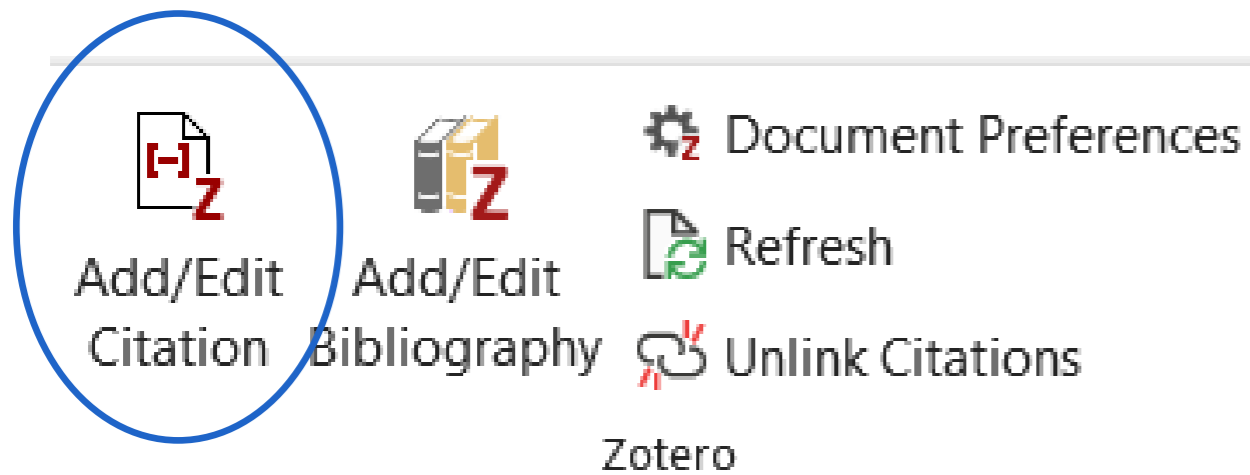 Add/Edit
Citation
Add/Edit
Bibliography
Document Preferences
Refresh
Unlink Citations
Zotero